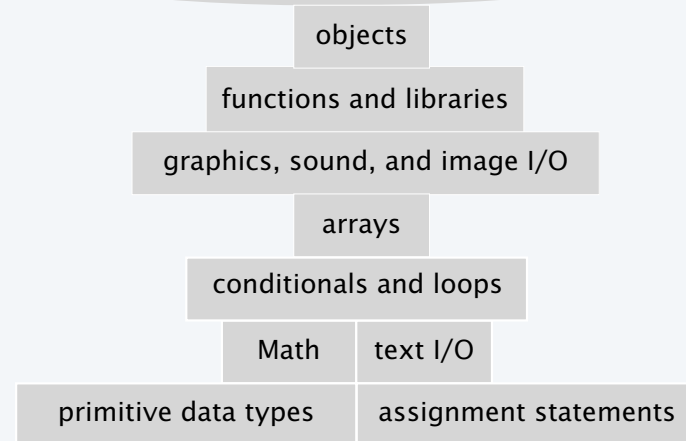 objects
functions and libraries
graphics, sound, and image I/O
arrays
conditionals and loops
Math text I/O
primitive data types assignment statements